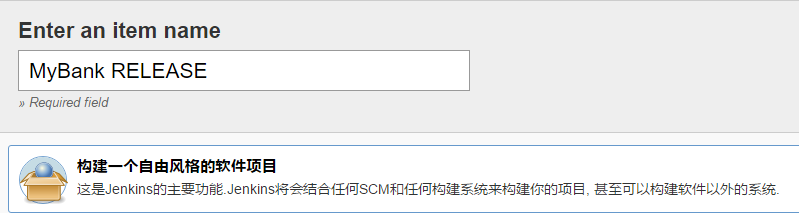 Enter an item name
MyBank RELEASE
» Required field
构建一个自由风格的软件项目
这是Jenkins的主要功能.Jenkins将会结合任何SCM和任何构建系统来构建你的项目, 甚至可以构建软件以外的系统.